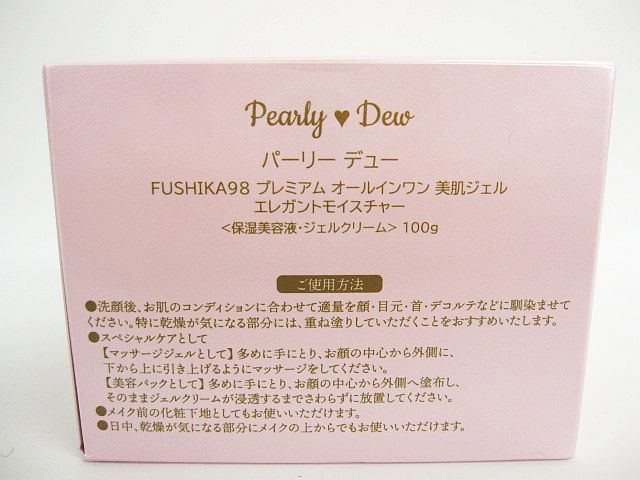 Pearly ♥ Dew
パーリー デュー
FUSHIKA98 プレミアム オールインワン 美肌ジェル
エレガントモイスチャー
<保湿美容液・ジェルクリーム> 100g
ご使用方法
●洗顔後、お肌のコンディションに合わせて適量を顔・目元・首・デコルテなどに馴染ませて
ください。特に乾燥が気になる部分には、重ね塗りしていただくことをおすすめいたします。
●スペシャルケアとして
【マッサージジェルとして】多めに手にとり、お顔の中心から外側に、
下から上に引き上げるようにマッサージをしてください。
【美容パックとして】多めに手にとり、お顔の中心から外側へ塗布し、
そのままジェルクリームが浸透するまでさわらずに放置してください。
●メイク前の化粧下地としてもお使いいただけます。
●日中、乾燥が気になる部分にメイクの上からでもお使いいただけます。